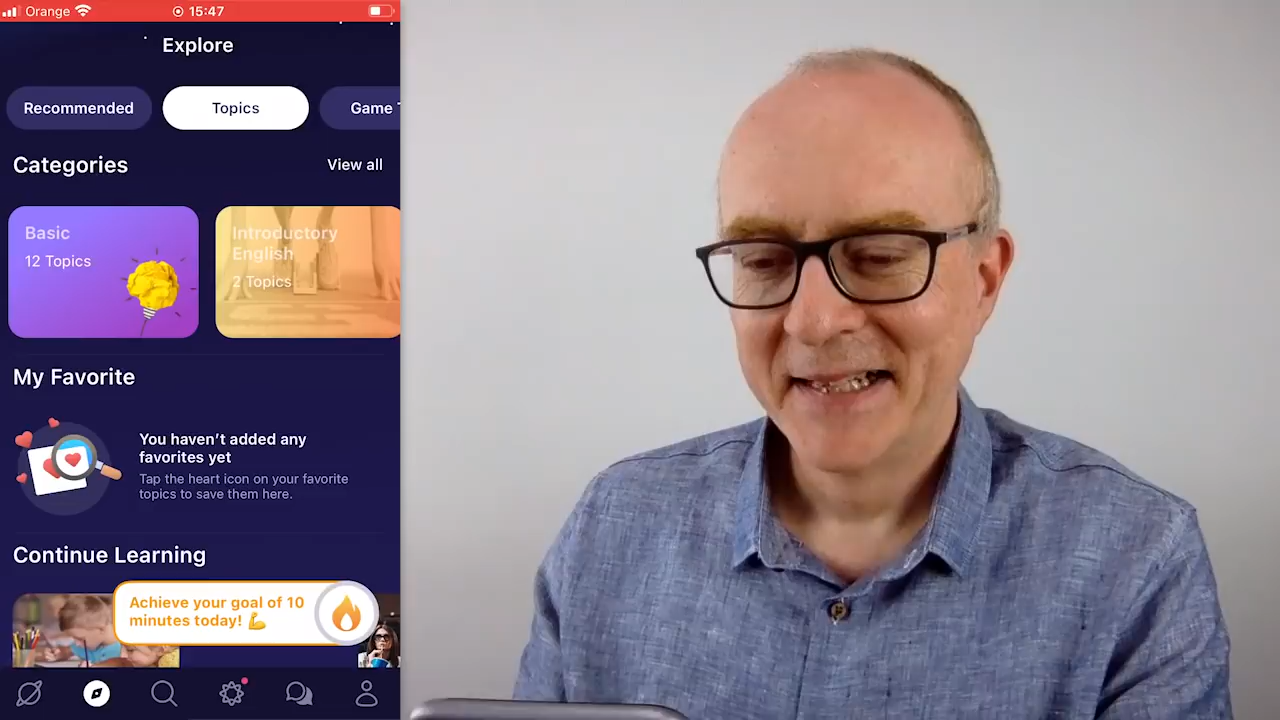 Orange 15:47
Explore
Recommended Topics Game
Categories View all
Basic
12 Topics
Introductory
English
2 Topics
My Favorite
You haven't added any
favorites yet
Tap the heart icon on your favorite
topics to save them here.
Continue Learning
Achieve your goal of 10
minutes today! 💪